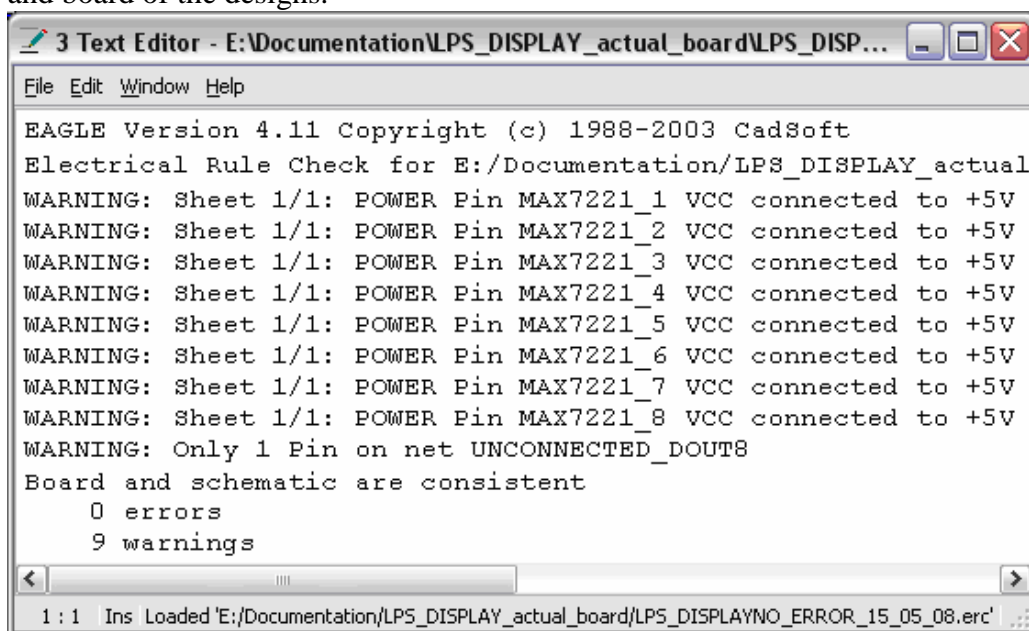 and board of the designs.
3 Text Editor - E:\Documentation\LPS_DISPLAY_actual_board\LPS_DISP...
File Edit Window Help
EAGLE Version 4.11 Copyright (c) 1988-2003 CadSoft
Electrical Rule Check for E:/Documentation/LPS_DISPLAY_actual
WARNING: Sheet 1/1: POWER Pin MAX7221_1 VCC connected to +5V
WARNING: Sheet 1/1: POWER Pin MAX7221_2 VCC connected to +5V
WARNING: Sheet 1/1: POWER Pin MAX7221_3 VCC connected to +5V
WARNING: Sheet 1/1: POWER Pin MAX7221_4 VCC connected to +5V
WARNING: Sheet 1/1: POWER Pin MAX7221_5 VCC connected to +5V
WARNING: Sheet 1/1: POWER Pin MAX7221_6 VCC connected to +5V
WARNING: Sheet 1/1: POWER Pin MAX7221_7 VCC connected to +5V
WARNING: Sheet 1/1: POWER Pin MAX7221_8 VCC connected to +5V
WARNING: Only 1 Pin on net UNCONNECTED_DOUT8
Board and schematic are consistent
0 errors
9 warnings
1 : 1 Ins Loaded 'E:/Documentation/LPS_DISPLAY_actual_board/LPS_DISPLAYNO_ERROR_15_05_08.erc'